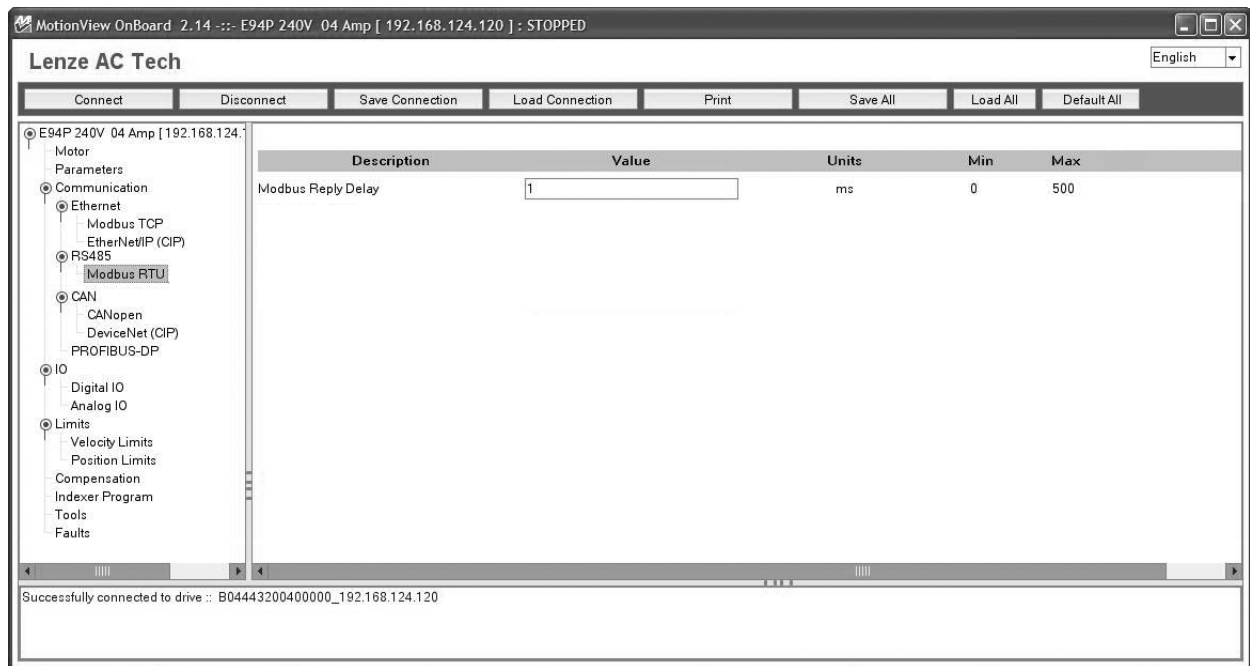 MotionView OnBoard 2.14 -::- E94P 240V 04 Amp [ 192.168.124.120 ] : STOPPED
Lenze AC Tech
English
Connect Disconnect Save Connection Load Connection Print Save All Load All Default All
E94P 240V 04 Amp [192.168.124.
Motor
Parameters
Communication
Ethernet
Modbus TCP
EtherNet/IP (CIP)
RS485
Modbus RTU
CAN
CANopen
DeviceNet (CIP)
PROFIBUS-DP
IO
Digital IO
Analog IO
Limits
Velocity Limits
Position Limits
Compensation
Indexer Program
Tools
Faults
Description Value Units Min Max
Modbus Reply Delay 1 ms 0 500
Successfully connected to drive :: B04443200400000_192.168.124.120